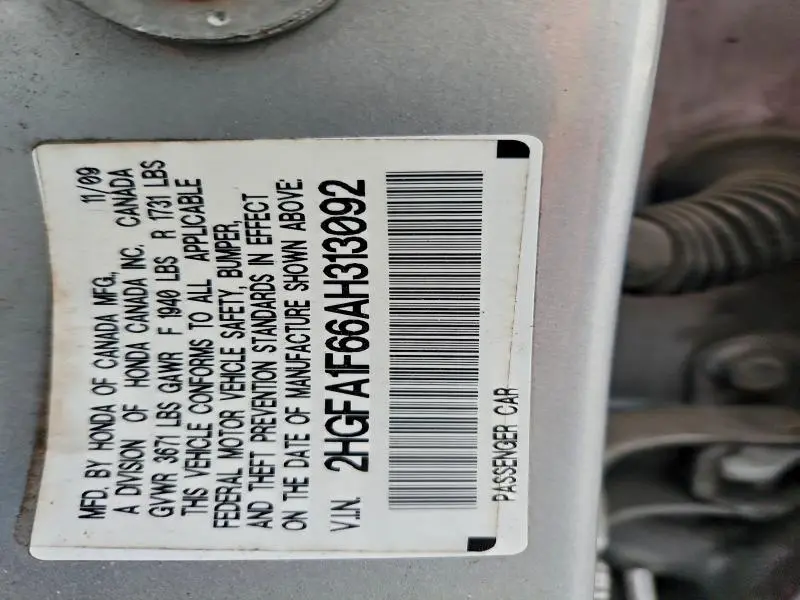 MFD. BY HONDA OF CANADA MFG., 11/09
A DIVISION OF HONDA CANADA INC. CANADA
GVWR 3671 LBS GAWR F 1940 LBS R 1731 LBS
THIS VEHICLE CONFORMS TO ALL APPLICABLE
FEDERAL MOTOR VEHICLE SAFETY, BUMPER,
AND THEFT PREVENTION STANDARDS IN EFFECT
ON THE DATE OF MANUFACTURE SHOWN ABOVE:
V.I.N. 2HGFA1F66AH313092
PASSENGER CAR